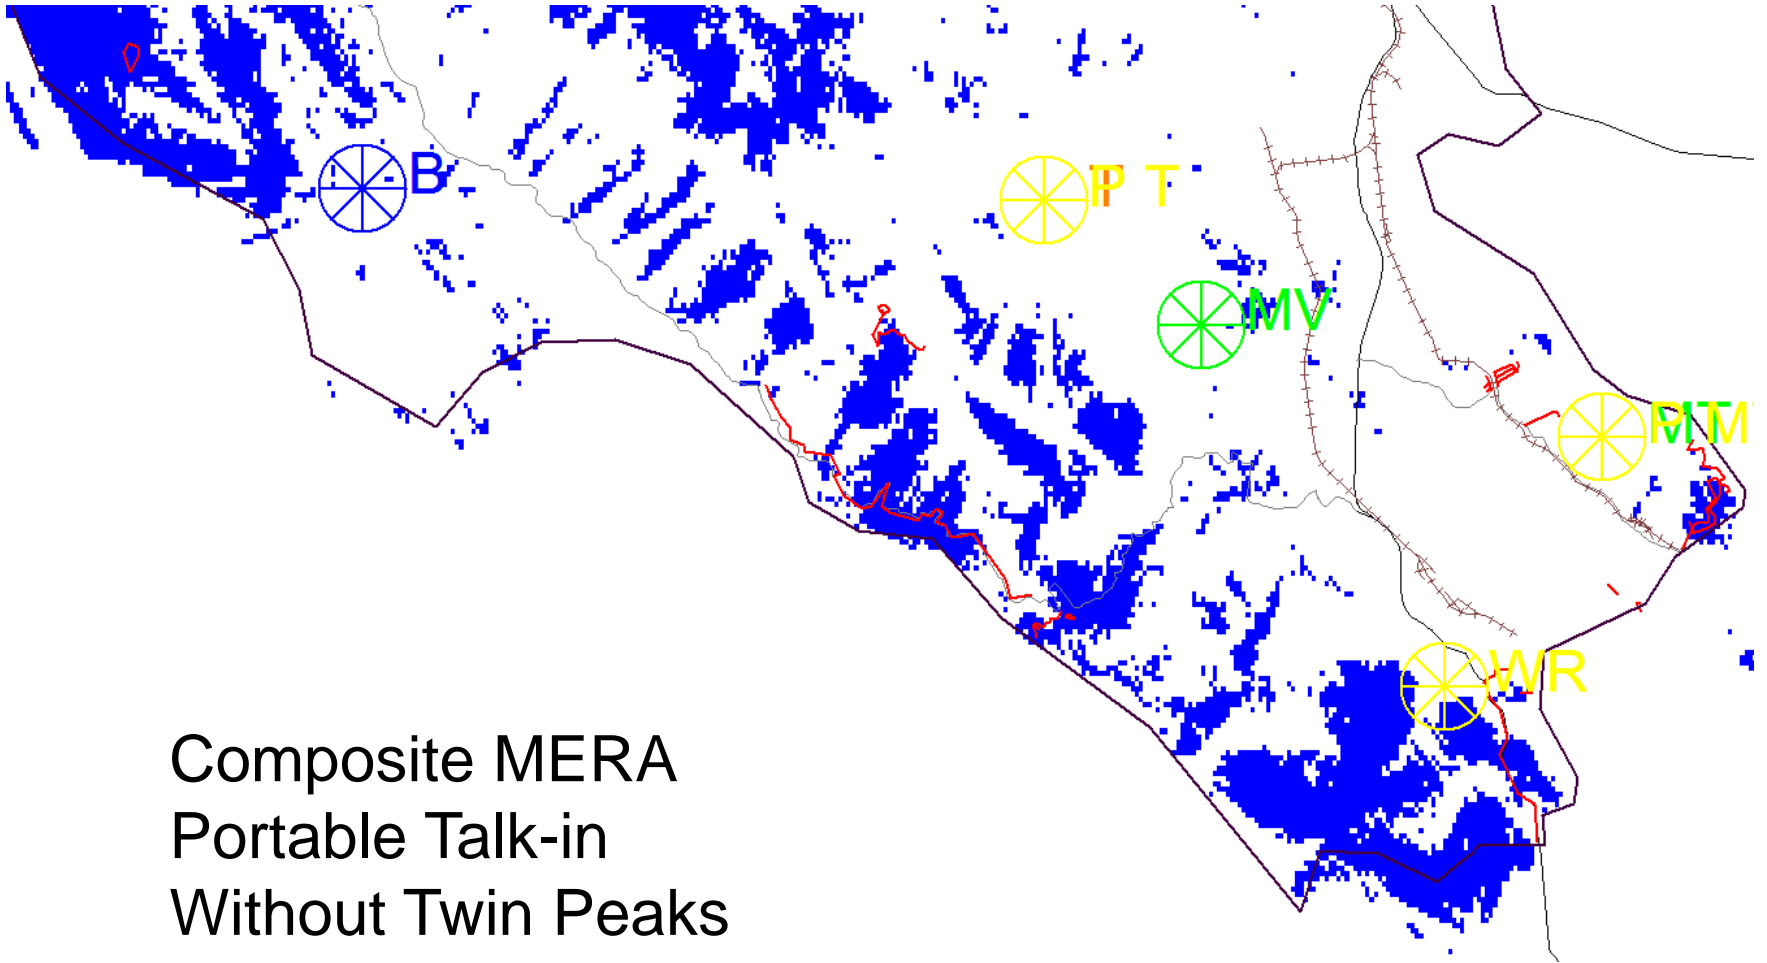 B
P T
MV
WR
Composite MERA
Portable Talk-in
Without Twin Peaks